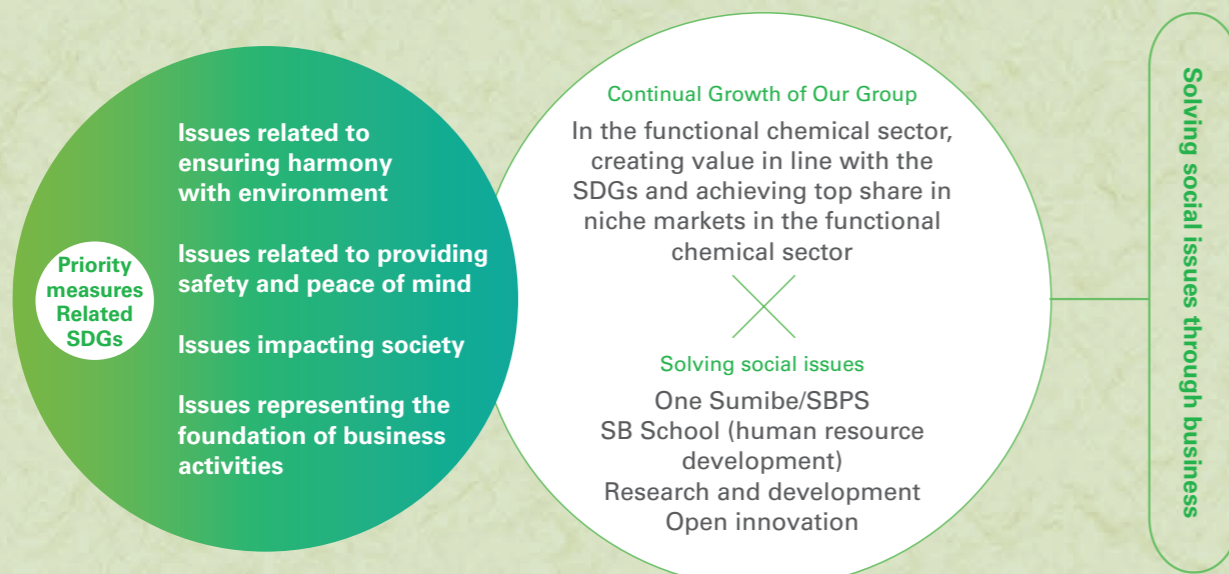 Priority
measures
Related
SDGs
Issues related to
ensuring harmony
with environment
Issues related to providing
safety and peace of mind
Issues impacting society
Issues representing the
foundation of business
activities
Continual Growth of Our Group
In the functional chemical sector,
creating value in line with the
SDGs and achieving top share in
niche markets in the functional
chemical sector
Solving social issues
One Sumibe/SBPS
SB School (human resource
development)
Research and development
Open innovation
Solving social issues through business